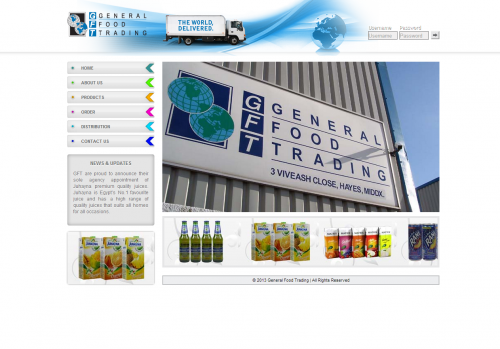 GFT GENERAL
FOOD
TRADING
THE WORLD,
DELIVERED.
Username
Password
Username
Password
HOME
ABOUT US
PRODUCTS
ORDER
DISTRIBUTION
CONTACT US
GFT
GENERAL
FOOD
TRADING
3 VIVEASH CLOSE, HAYES, MIDDX.
NEWS & UPDATES
GFT are proud to announce their
sole agency appointment of
Jahayna premium quality juices.
Jahayna is Egypt's No.1 favourite
juice and has a high range of
quality juices that suite all homes
for all occasions.
© 2013 General Food Trading | All Rights Reserved